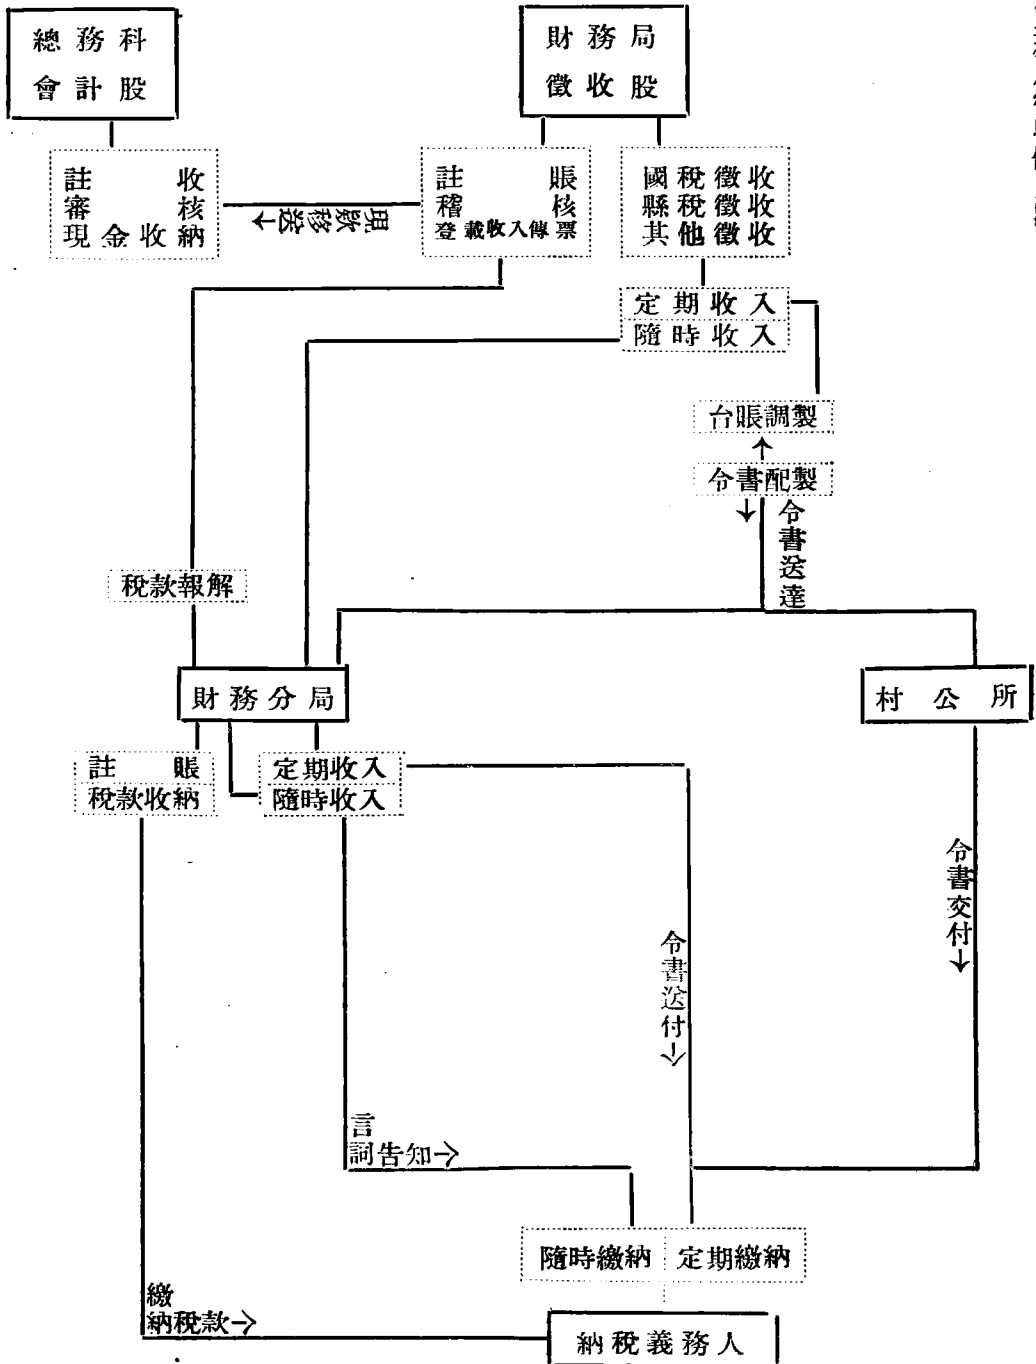 總務科
會計股
財務局
徵收股
註收
審核
現金收納
現款移送
註賬
稽核
登載收入傳票
國稅徵收
縣稅徵收
其他徵收
定期收入
隨時收入
台賬調製
令書配製
令書送達
稅款報解
財務分局
村公所
註賬
稅款收納
定期收入
隨時收入
令書交付
令書送付
言
詞告知
隨時繳納
定期繳納
繳
納稅款
納稅義務人